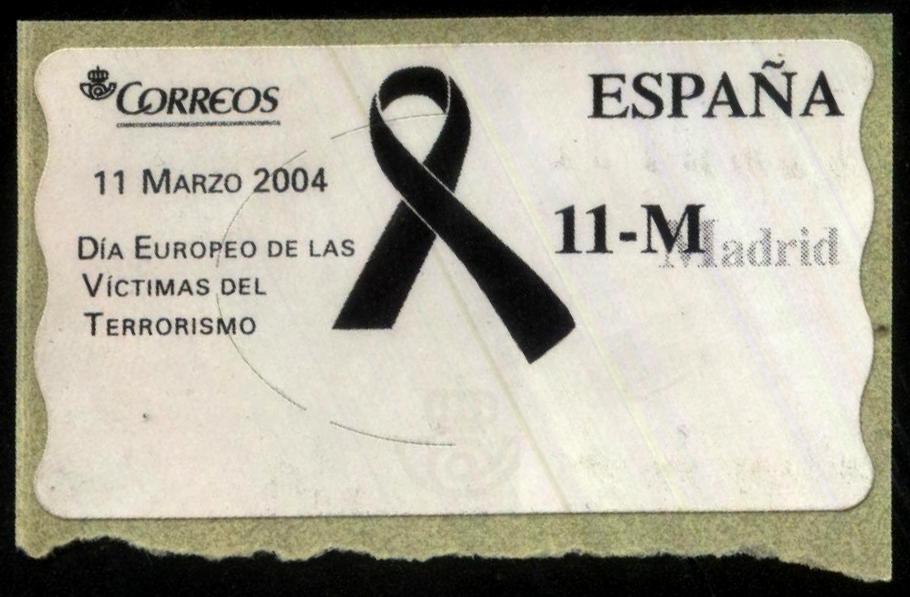 CORREOS
ESPAÑA
11 MARZO 2004
11-M Madrid
DÍA EUROPEO DE LAS
VÍCTIMAS DEL
TERRORISMO